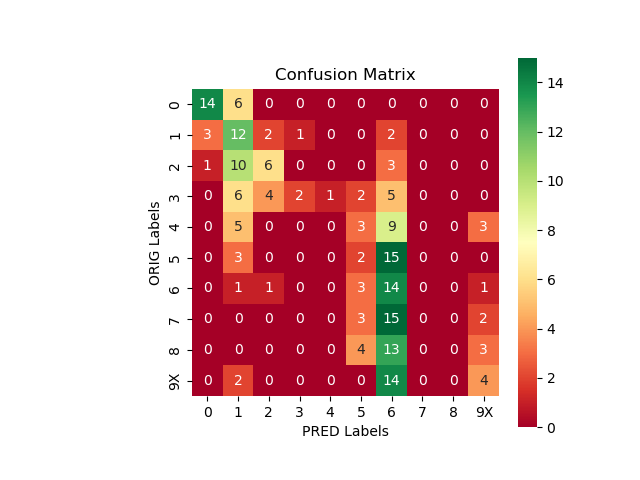 Confusion Matrix
ORIG Labels
0 14 6 0 0 0 0 0 0 0 0
1 3 12 2 1 0 0 2 0 0 0
2 1 10 6 0 0 0 3 0 0 0
3 0 6 4 2 1 2 5 0 0 0
4 0 5 0 0 0 3 9 0 0 3
5 0 3 0 0 0 2 15 0 0 0
6 0 1 1 0 0 3 14 0 0 1
7 0 0 0 0 0 3 15 0 0 2
8 0 0 0 0 0 4 13 0 0 3
9X 0 2 0 0 0 0 14 0 0 4
0 1 2 3 4 5 6 7 8 9X
PRED Labels
14
12
10
8
6
4
2
0